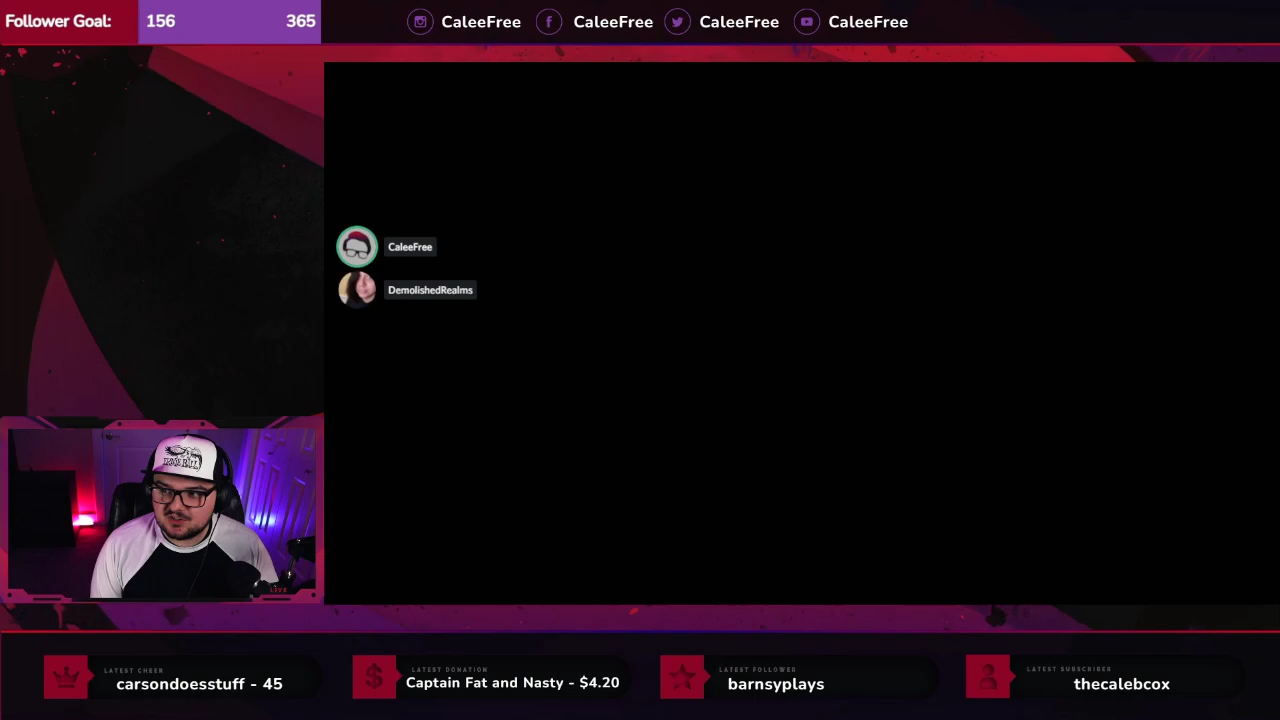 Follower Goal: 156 365
CaleeFree CaleeFree CaleeFree CaleeFree
CaleeFree
DemolishedRealms
LIVE
LATEST CHEER
carsondoesstuff - 45
LATEST DONATION
Captain Fat and Nasty - $4.20
LATEST FOLLOWER
barnsyplays
LATEST SUBSCRIBER
thecalebcox